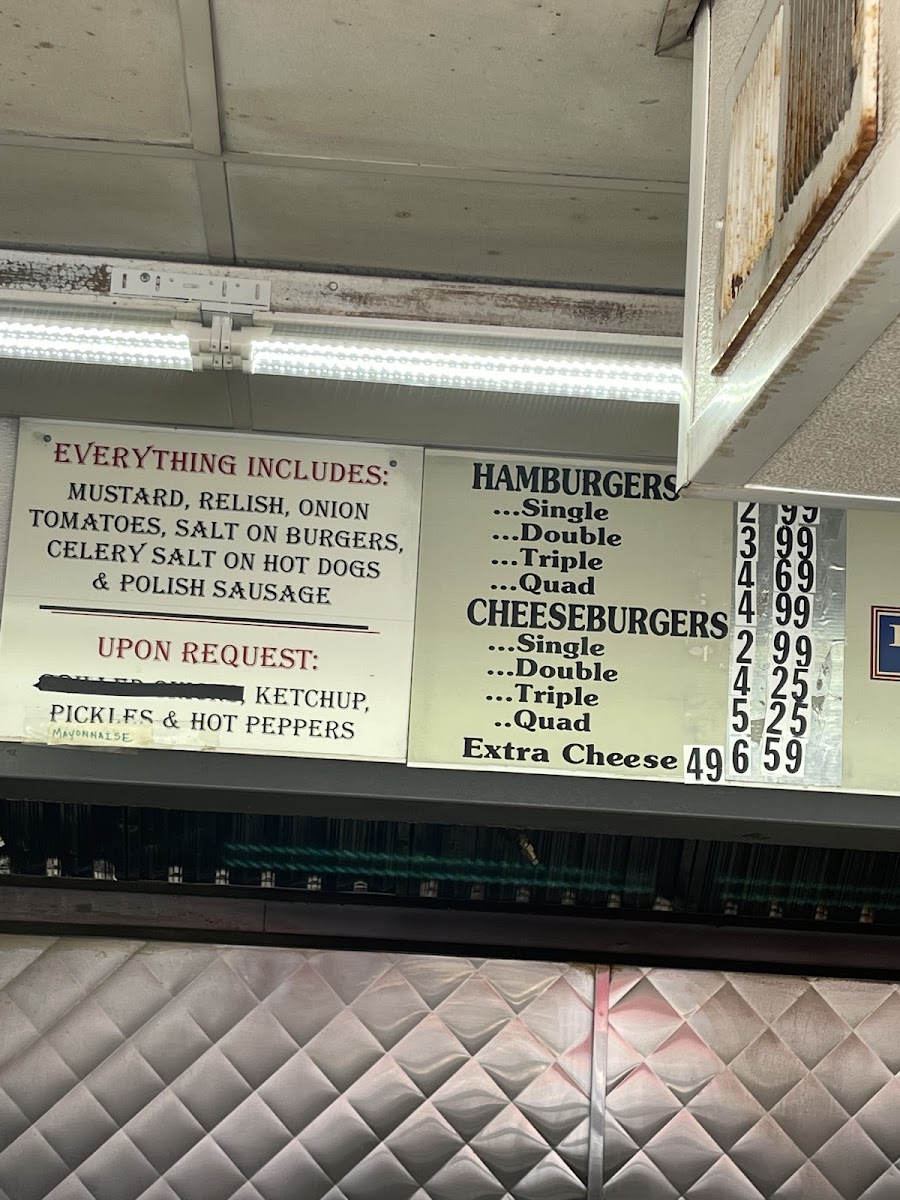 EVERYTHING INCLUDES:
MUSTARD, RELISH, ONION
TOMATOES, SALT ON BURGERS,
CELERY SALT ON HOT DOGS
& POLISH SAUSAGE
UPON REQUEST:
, KETCHUP,
PICKLES & HOT PEPPERS
MAYONNAISE
HAMBURGERS
...Single 2 99
...Double 3 99
...Triple 4 69
...Quad 4 99
CHEESEBURGERS
...Single 2 99
...Double 4 25
...Triple 5 25
..Quad 6 59
Extra Cheese 49